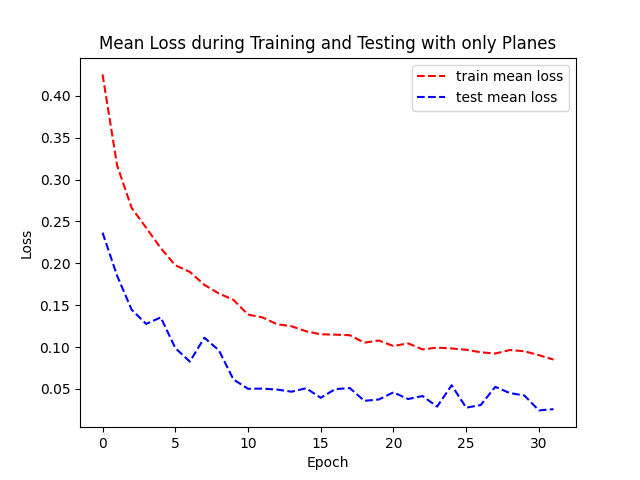 Mean Loss during Training and Testing with only Planes
train mean loss
test mean loss
0.40
0.35
0.30
0.25
0.20
0.15
0.10
0.05
Loss
0 5 10 15 20 25 30
Epoch